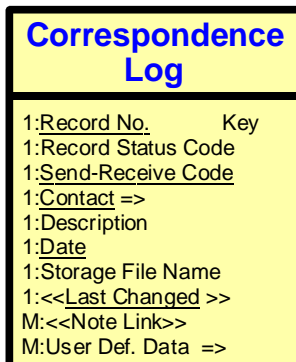 Correspondence
Log
1:Record No. Key
1:Record Status Code
1:Send-Receive Code
1:Contact =>
1:Description
1:Date
1:Storage File Name
1:<<Last Changed >>
M:<<Note Link>>
M:User Def. Data =>